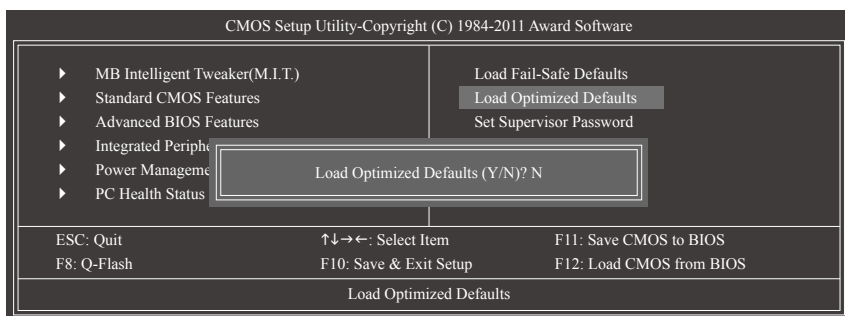 CMOS Setup Utility-Copyright (C) 1984-2011 Award Software
MB Intelligent Tweaker(M.I.T.)
Standard CMOS Features
Advanced BIOS Features
Integrated Periphe
Power Manageme
PC Health Status
Load Fail-Safe Defaults
Load Optimized Defaults
Set Supervisor Password
Load Optimized Defaults (Y/N)? N
ESC: Quit ↑↓→←: Select Item F11: Save CMOS to BIOS
F8: Q-Flash F10: Save & Exit Setup F12: Load CMOS from BIOS
Load Optimized Defaults